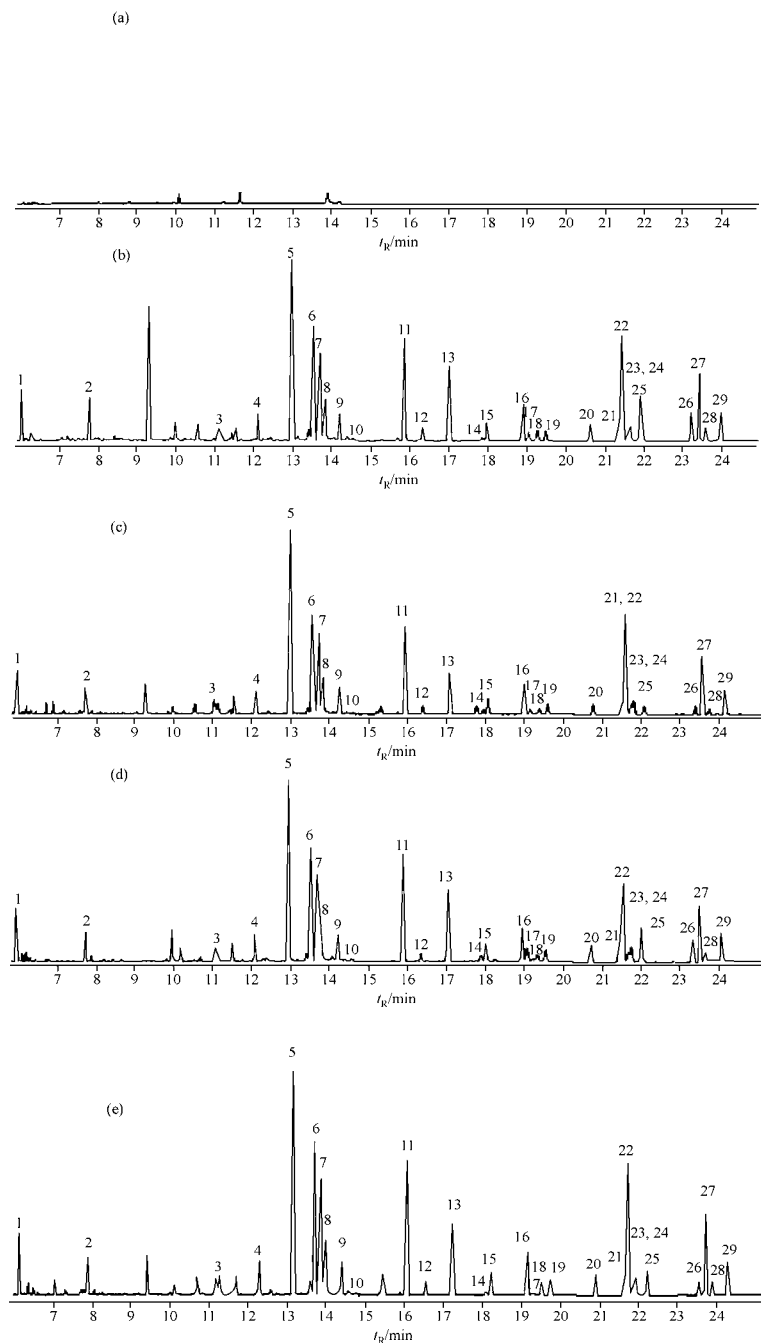 (a)
7 8 9 10 11 12 13 14 15 16 17 18 19 20 21 22 23 24
tR/min
(b)
1 2 3 4 5 6 7 8 9 10 11 12 13 14 15 16 7 18 19 20 21 22 23, 24 25 26 27 28 29
7 8 9 10 11 12 13 14 15 16 17 18 19 20 21 22 23 24
tR/min
(c)
1 2 3 4 5 6 7 8 9 10 11 12 13 14 15 16 17 18 19 20 21, 22 23, 24 25 26 27 28 29
7 8 9 10 11 12 13 14 15 16 17 18 19 20 21 22 23 24
tR/min
(d)
1 2 3 4 5 6 7 8 9 10 11 12 13 14 15 16 17 18 19 20 21 22 23, 24 25 26 27 28 29
7 8 9 10 11 12 13 14 15 16 17 18 19 20 21 22 23 24
tR/min
(e)
1 2 3 4 5 6 7 8 9 10 11 12 13 14 15 16 7 18 19 20 21 22 23, 24 25 26 27 28 29
7 8 9 10 11 12 13 14 15 16 17 18 19 20 21 22 23 24
tR/min